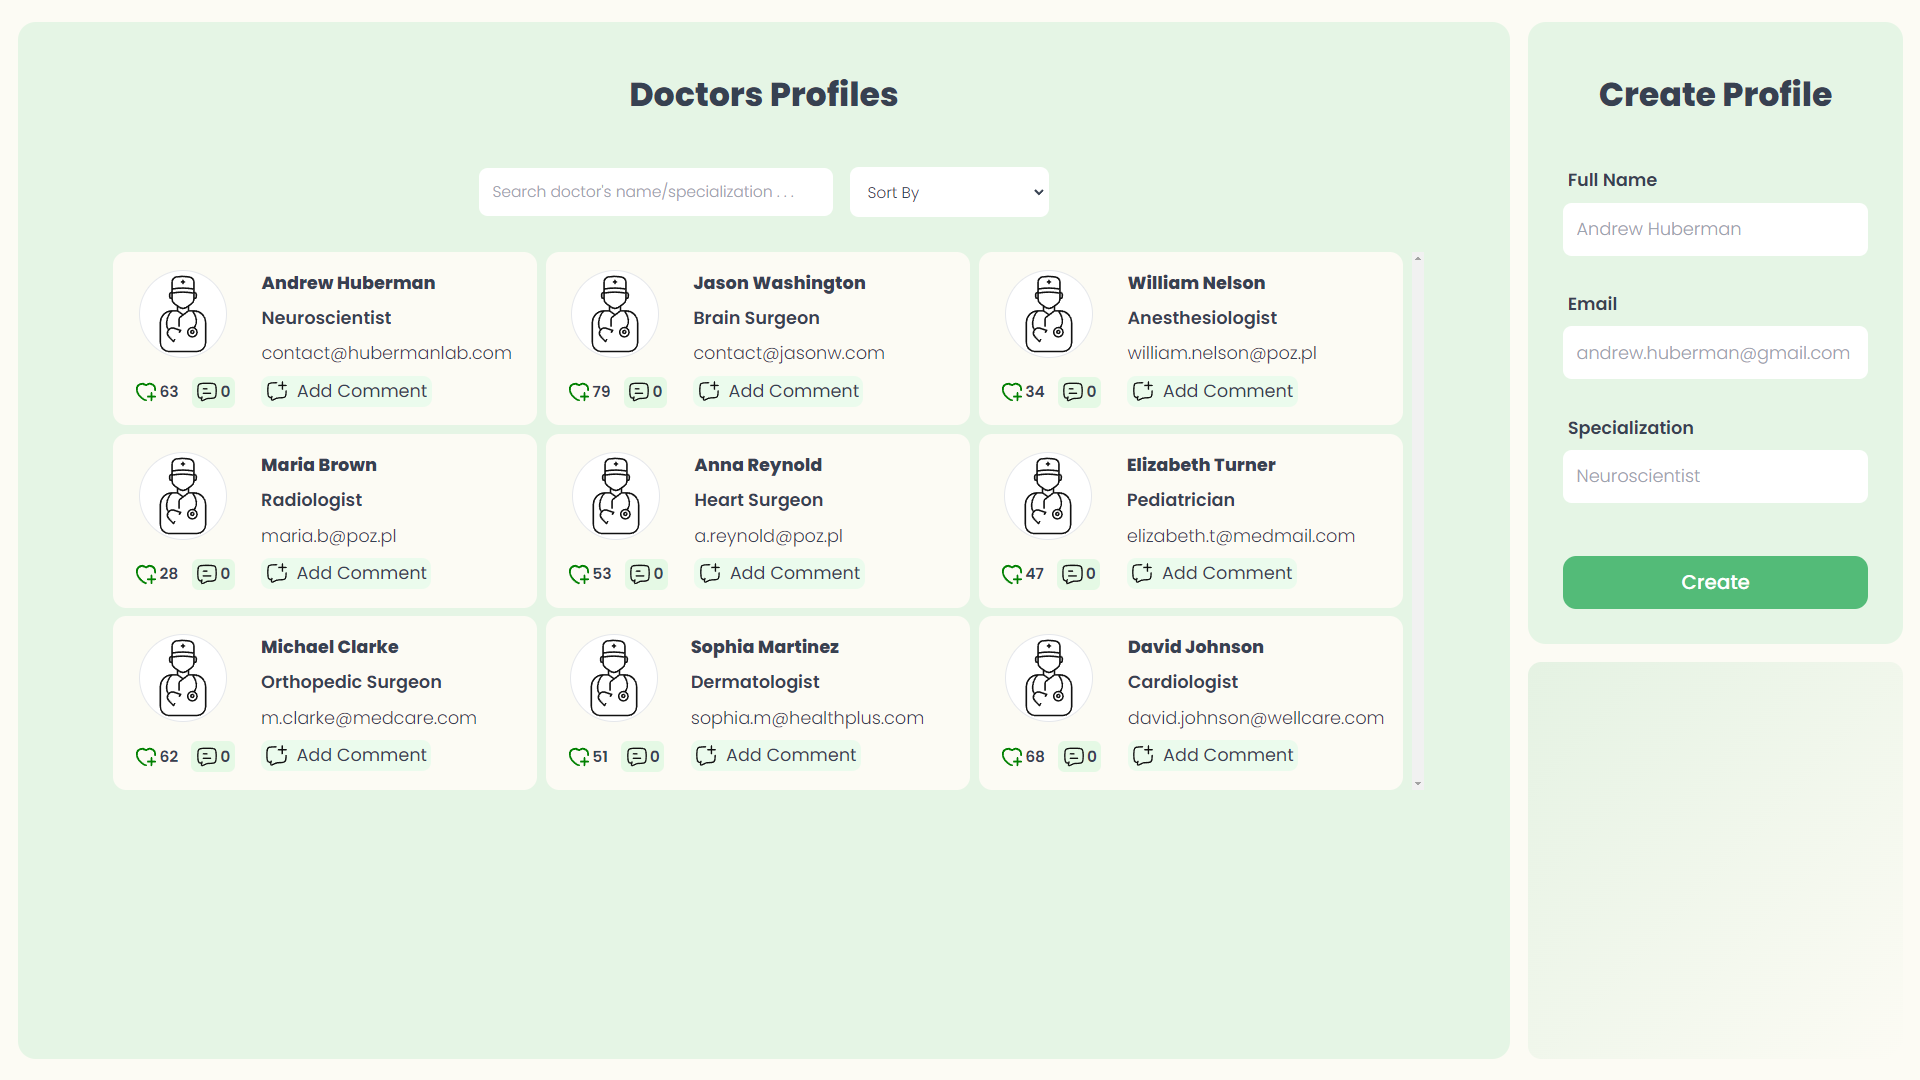 Doctors Profiles
Search doctor's name/specialization . . .
Sort By
Andrew Huberman
Neuroscientist
contact@hubermanlab.com
63 0 Add Comment
Jason Washington
Brain Surgeon
contact@jasonw.com
79 0 Add Comment
William Nelson
Anesthesiologist
william.nelson@poz.pl
34 0 Add Comment
Maria Brown
Radiologist
maria.b@poz.pl
28 0 Add Comment
Anna Reynold
Heart Surgeon
a.reynold@poz.pl
53 0 Add Comment
Elizabeth Turner
Pediatrician
elizabeth.t@medmail.com
47 0 Add Comment
Michael Clarke
Orthopedic Surgeon
m.clarke@medcare.com
62 0 Add Comment
Sophia Martinez
Dermatologist
sophia.m@healthplus.com
51 0 Add Comment
David Johnson
Cardiologist
david.johnson@wellcare.com
68 0 Add Comment
Create Profile
Full Name
Andrew Huberman
Email
andrew.huberman@gmail.com
Specialization
Neuroscientist
Create